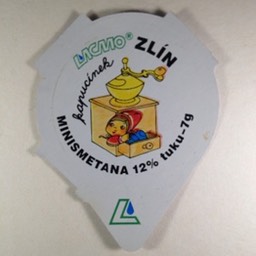 LACMO® ZLÍN
kapucínek
MINISMETANA 12% tuku-7g